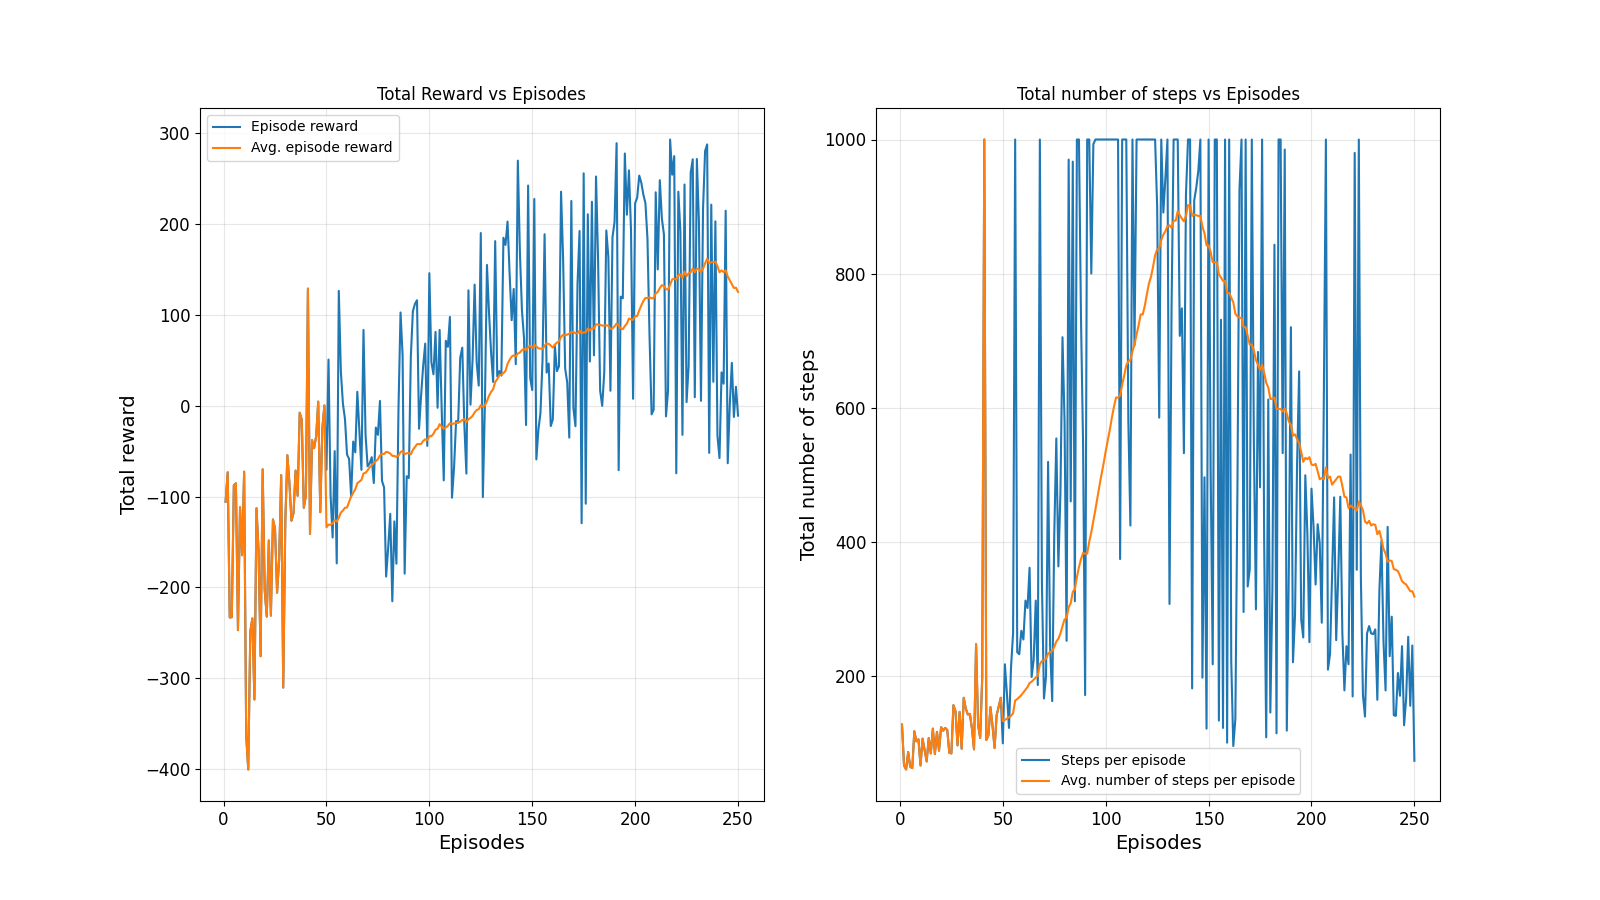 Total Reward vs Episodes
Episode reward
Avg. episode reward
300
200
100
0
−100
−200
−300
−400
Total reward
0
50
100
150
200
250
Episodes
Total number of steps vs Episodes
1000
800
600
400
200
Total number of steps
Steps per episode
Avg. number of steps per episode
0
50
100
150
200
250
Episodes